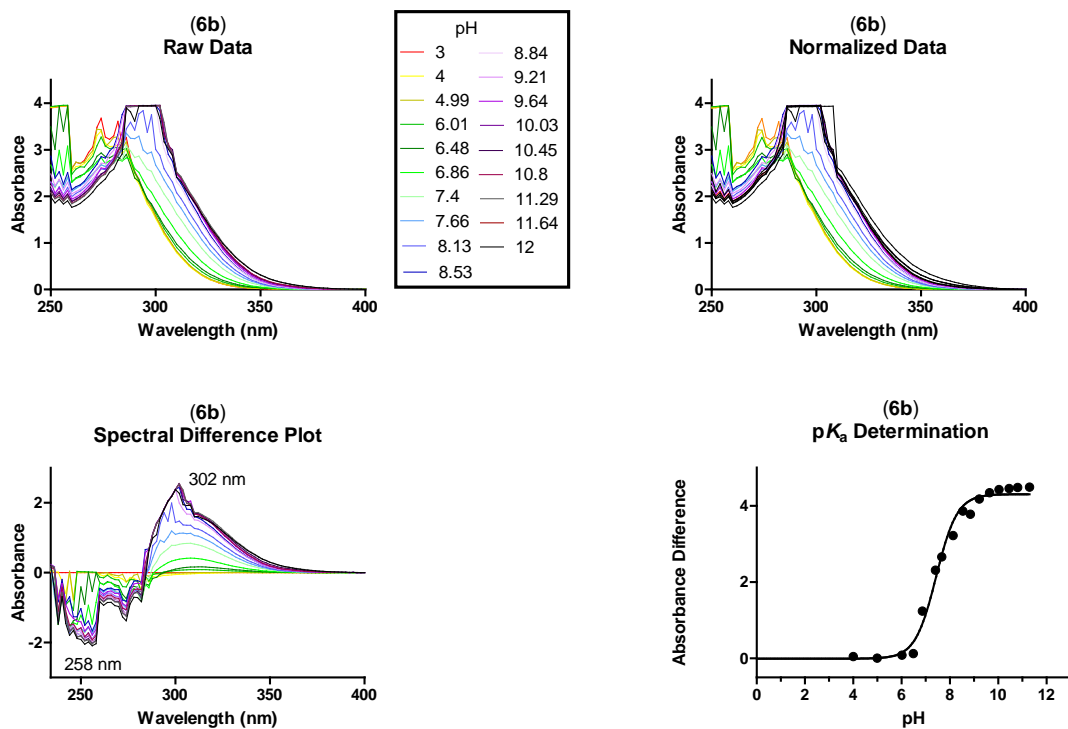 (6b)
Raw Data
Absorbance
4
3
2
1
0
250
300
350
400
Wavelength (nm)
pH
3
4
4.99
6.01
6.48
6.86
7.4
7.66
8.13
8.53
8.84
9.21
9.64
10.03
10.45
10.8
11.29
11.64
12
(6b)
Normalized Data
Absorbance
4
3
2
1
0
250
300
350
400
Wavelength (nm)
(6b)
Spectral Difference Plot
302 nm
Absorbance
2
0
-2
258 nm
250
300
350
400
Wavelength (nm)
(6b)
pKa Determination
Absorbance Difference
4
2
0
0
2
4
6
8
10
12
pH